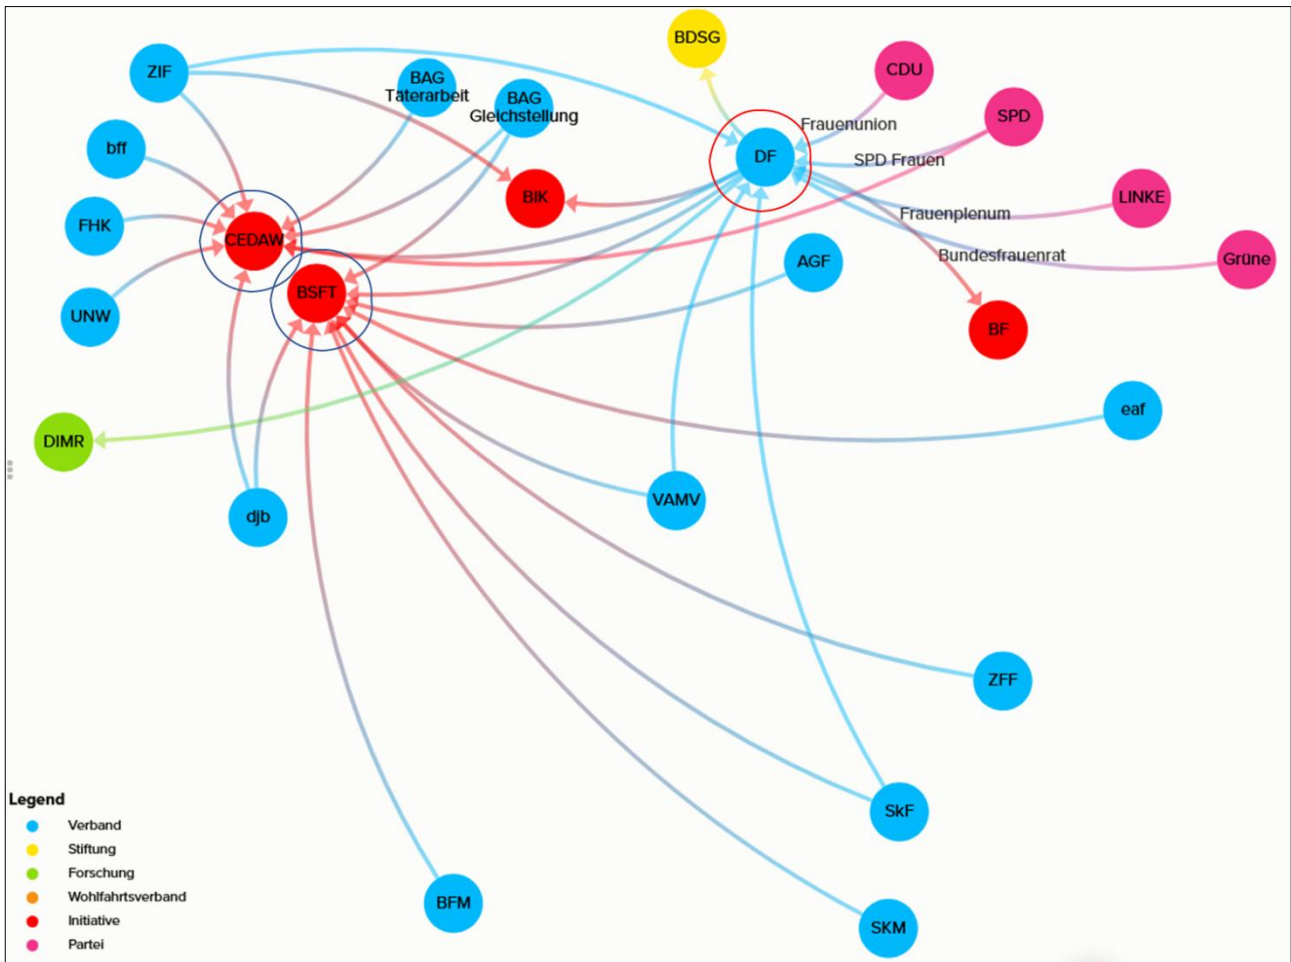 BDSG
ZIF
BAG
Täterarbeit
CDU
BAG
Gleichstellung
SPD
Frauenunion
bff
DF
SPD Frauen
BIK
LINKE
FHK
Frauenplenum
CEDAW
Bundesfrauenrat
Grüne
AGF
BSFT
UNW
BF
eaf
DIMR
VAMV
djb
ZFF
SkF
BFM
SKM
Legend
Verband
Stiftung
Forschung
Wohlfahrtsverband
Initiative
Partei